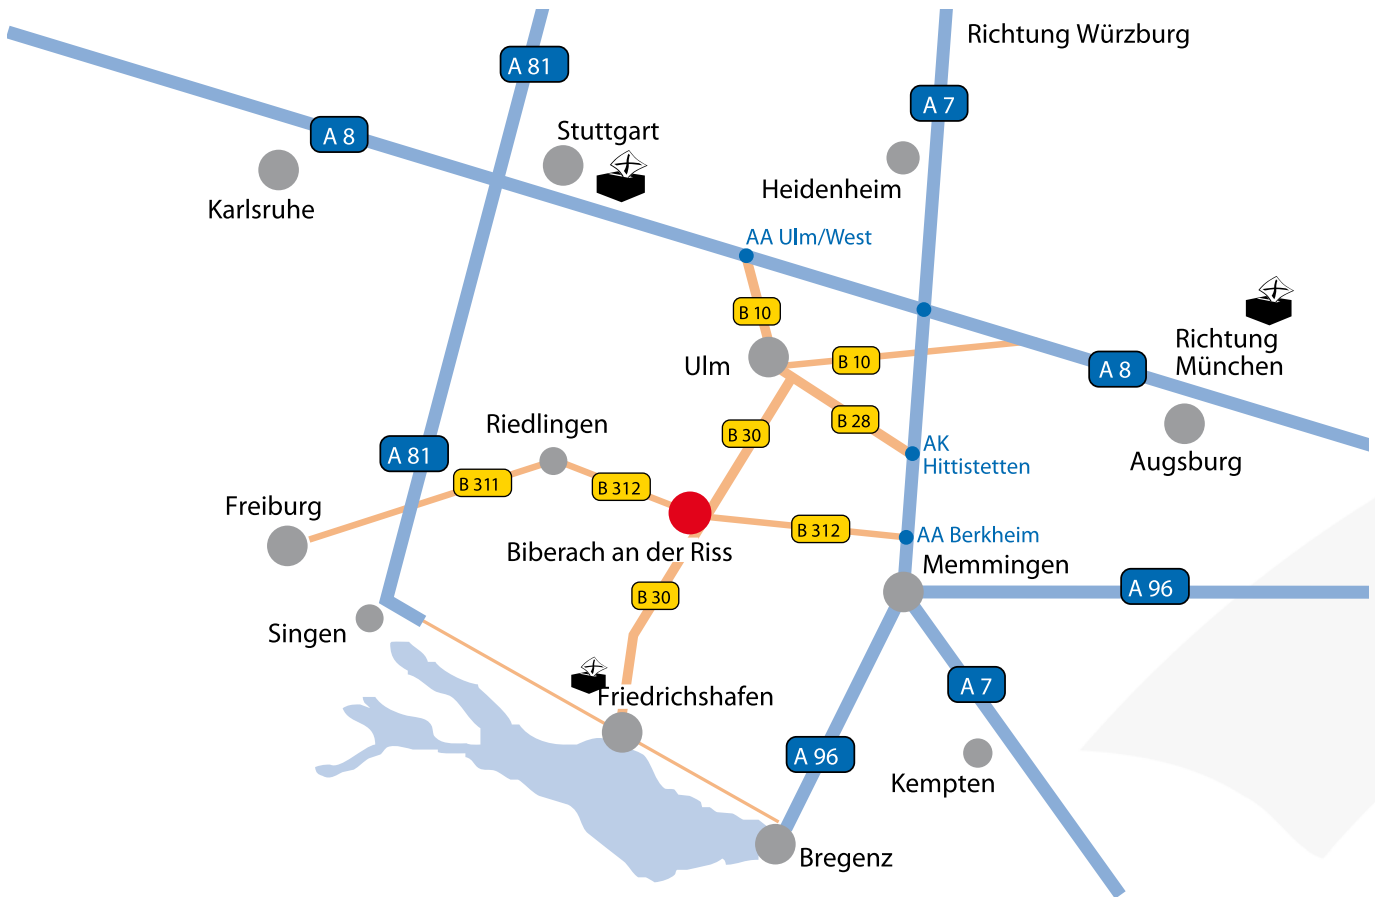 Richtung Würzburg
A 81
A 7
A 8
Stuttgart
Karlsruhe
Heidenheim
AA Ulm/West
B 10
Ulm
B 10
Richtung
München
A 8
Riedlingen
B 30
B 28
AK
Hittistetten
A 81
Augsburg
B 311
B 312
Freiburg
B 312
AA Berkheim
Biberach an der Riss
Memmingen
A 96
B 30
Singen
Friedrichshafen
A 7
A 96
Kempten
Bregenz